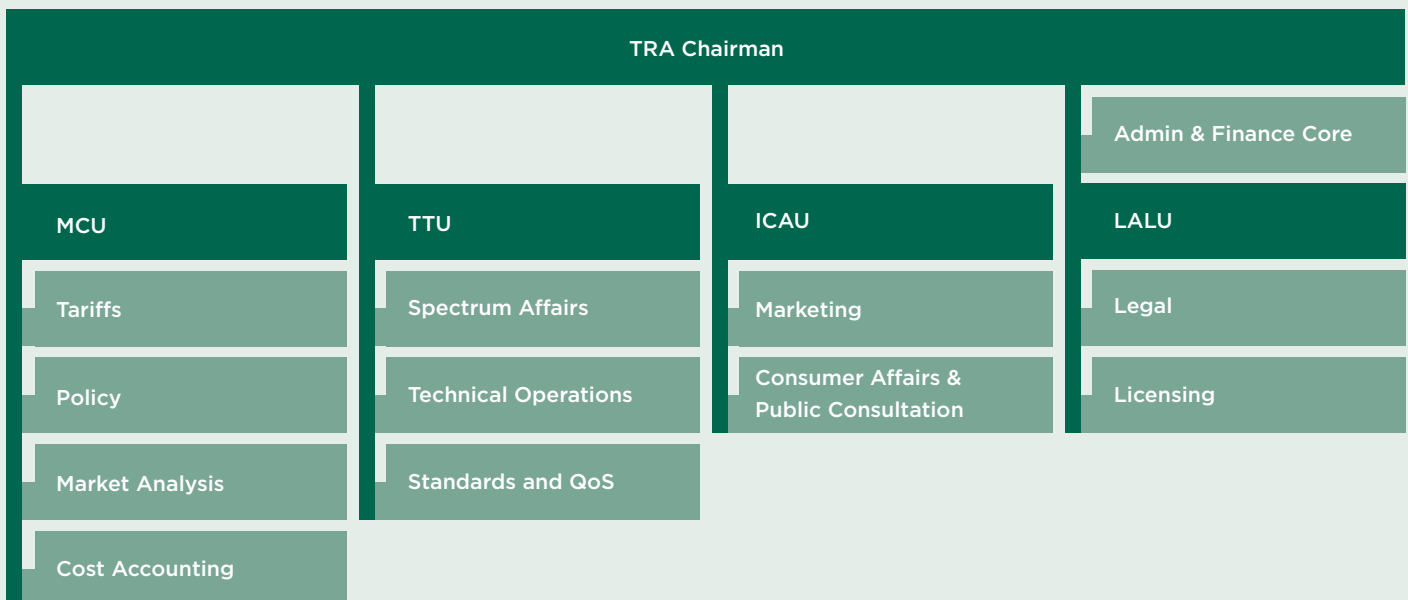 TRA Chairman
Admin & Finance Core
MCU
Tariffs
Policy
Market Analysis
Cost Accounting
TTU
Spectrum Affairs
Technical Operations
Standards and QoS
ICAU
Marketing
Consumer Affairs &
Public Consultation
LALU
Legal
Licensing